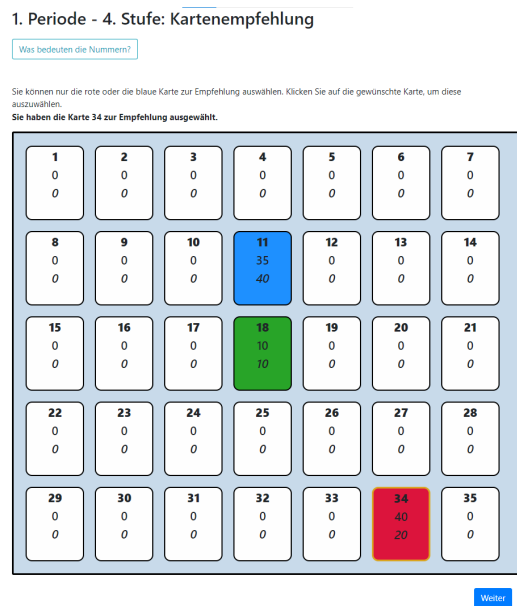 1. Periode - 4. Stufe: Kartenempfehlung
Was bedeuten die Nummern?
Sie können nur die rote oder die blaue Karte zur Empfehlung auswählen. Klicken Sie auf die gewünschte Karte, um diese
auszuwählen.
Sie haben die Karte 34 zur Empfehlung ausgewählt.
1 2 3 4 5 6 7
0 0 0 0 0 0 0
0 0 0 0 0 0 0
8 9 10 11 12 13 14
0 0 0 35 0 0 0
0 0 0 40 0 0 0
15 16 17 18 19 20 21
0 0 0 10 0 0 0
0 0 0 10 0 0 0
22 23 24 25 26 27 28
0 0 0 0 0 0 0
0 0 0 0 0 0 0
29 30 31 32 33 34 35
0 0 0 0 0 40 0
0 0 0 0 0 20 0
Weiter